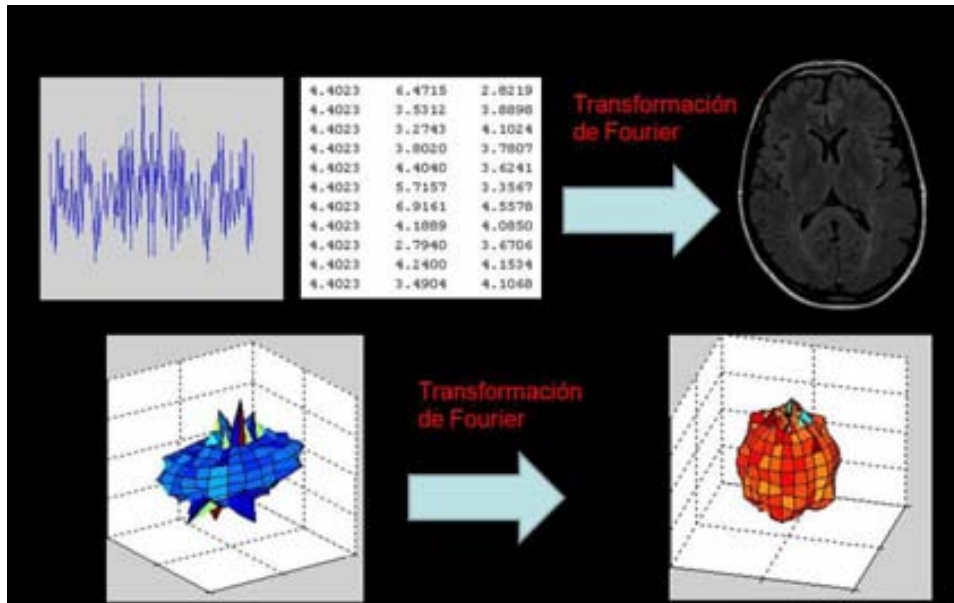 4.4023 6.4715 2.8219
4.4023 3.5312 3.8898
4.4023 3.2743 4.1024
4.4023 3.8020 3.7807
4.4023 4.4040 3.6241
4.4023 5.7157 3.3567
4.4023 6.9161 4.5578
4.4023 4.1889 4.0850
4.4023 2.7940 3.6706
4.4023 4.2400 4.1534
4.4023 3.4904 4.1068
Transformación
de Fourier
Transformación
de Fourier